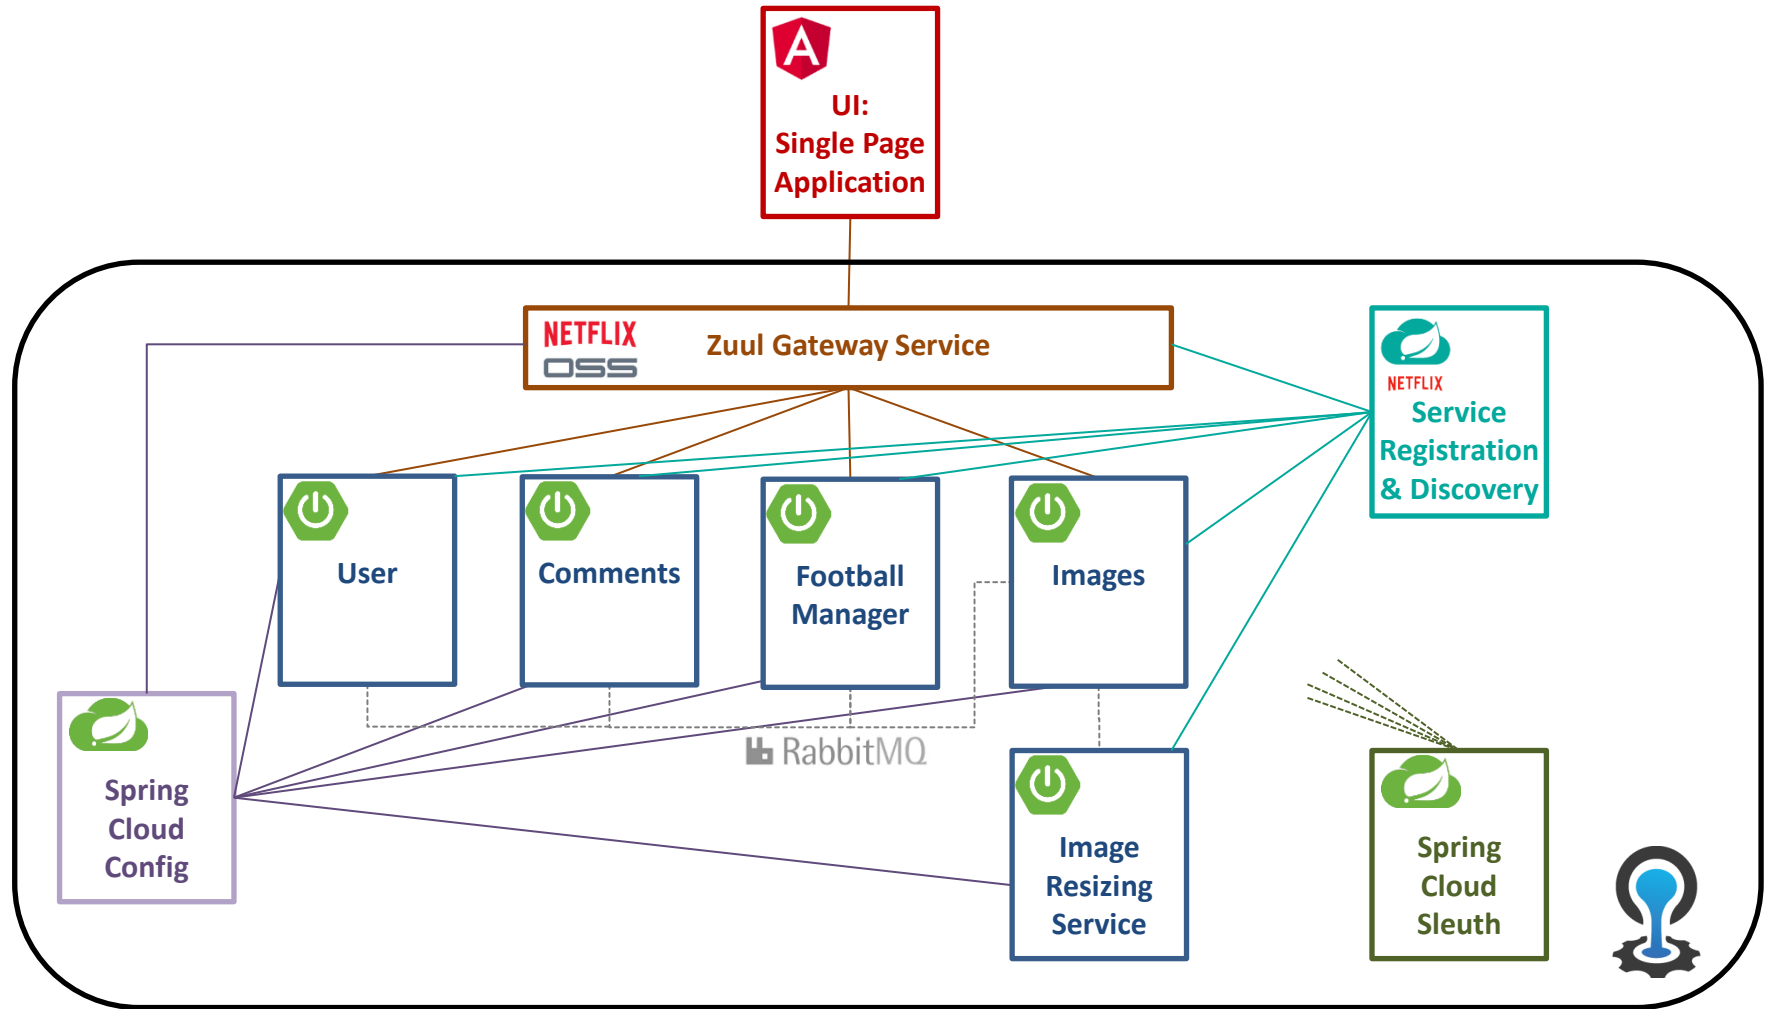 UI:
Single Page
Application
NETFLIX
OSS
Zuul Gateway Service
NETFLIX
Service
Registration
& Discovery
User
Comments
Football
Manager
Images
RabbitMQ
Spring
Cloud
Config
Image
Resizing
Service
Spring
Cloud
Sleuth